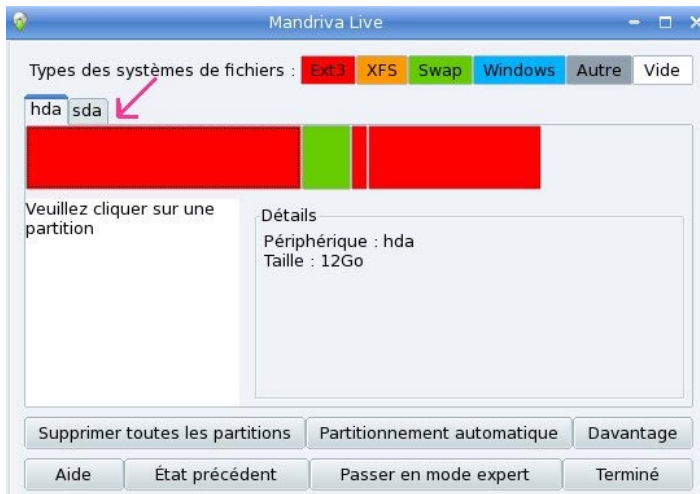 Mandriva Live
Types des systèmes de fichiers : Ext3 XFS Swap Windows Autre Vide
hda sda
Veuillez cliquer sur une
partition
Détails
Périphérique : hda
Taille : 12Go
Supprimer toutes les partitions Partitionnement automatique Davantage
Aide État précédent Passer en mode expert Terminé